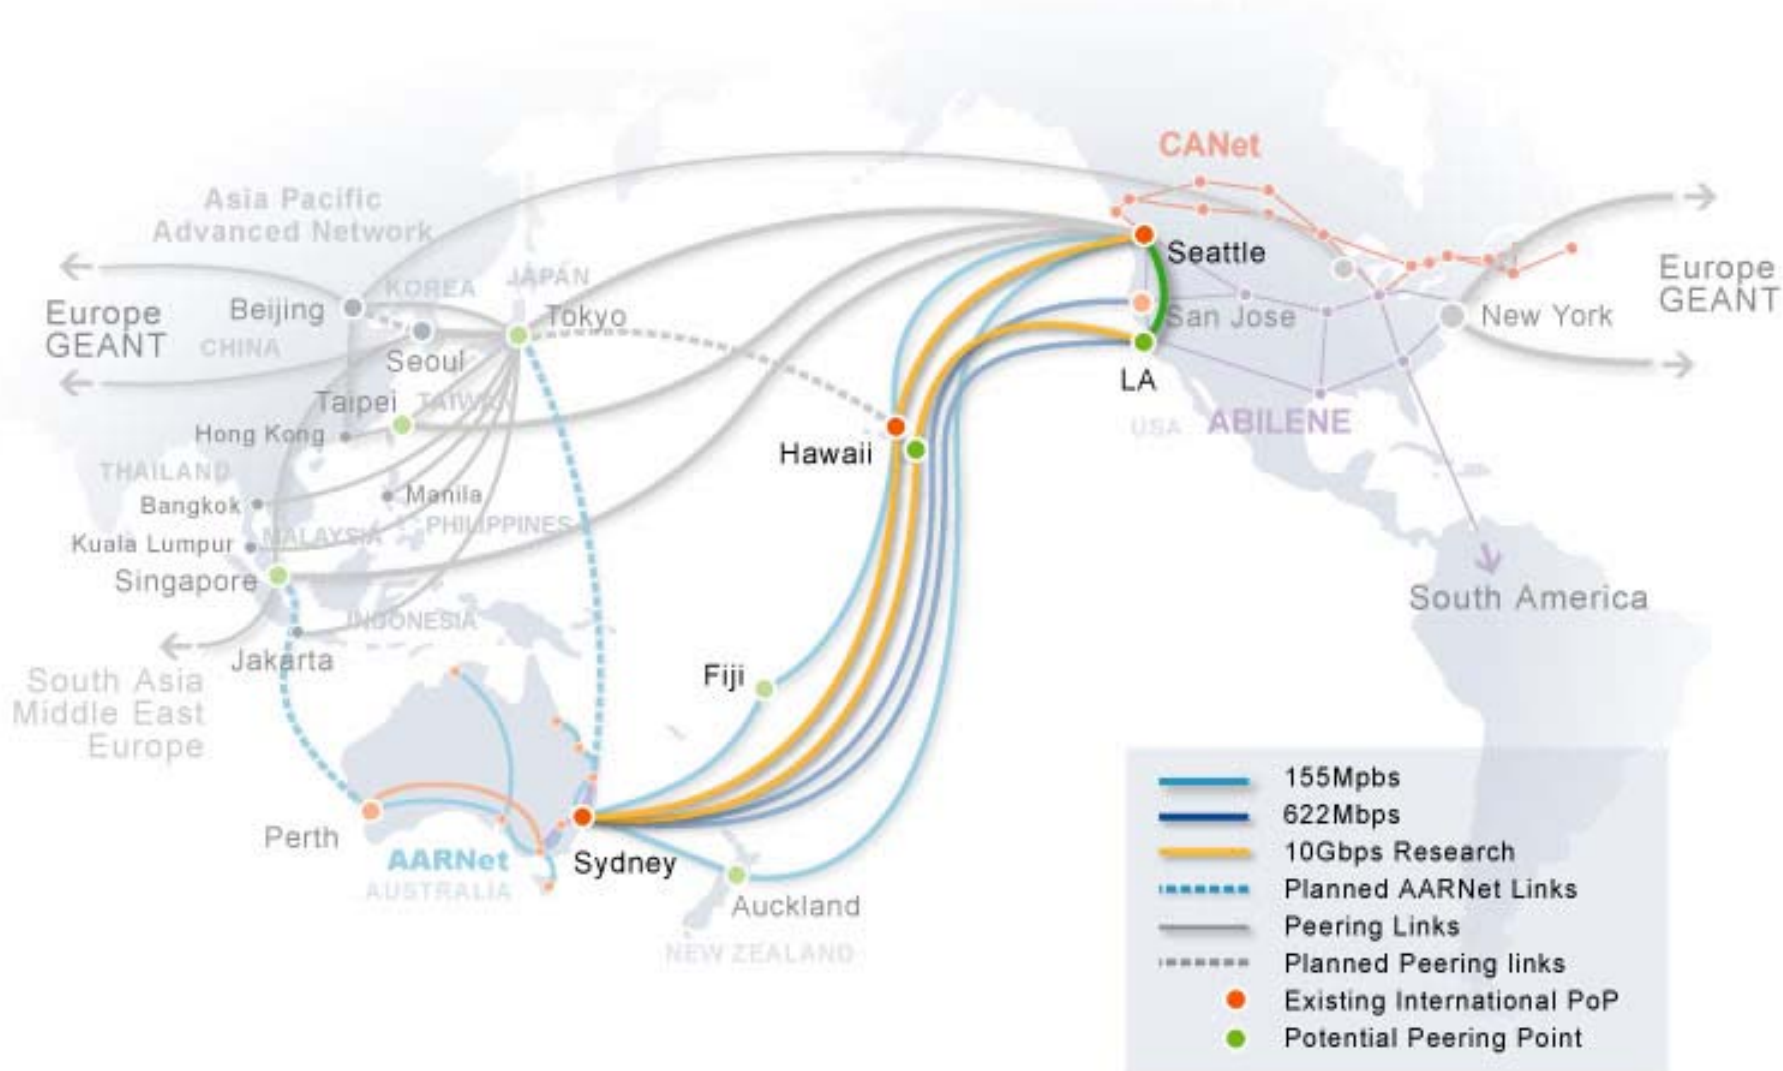 CANet
Asia Pacific
Advanced Network
Seattle
Europe
GEANT
KOREA
JAPAN
Beijing
Tokyo
Europe
GEANT
CHINA
Seoul
San Jose
New York
LA
Taipei
TAIWAN
Hong Kong
USA
ABILENE
Hawaii
THAILAND
Bangkok
Manila
PHILIPPINES
MALAYSIA
Kuala Lumpur
Singapore
South America
INDONESIA
Jakarta
Fiji
South Asia
Middle East
Europe
Perth
AARNet
AUSTRALIA
Sydney
Auckland
NEW ZEALAND
155Mpbs
622Mbps
10Gbps Research
Planned AARNet Links
Peering Links
Planned Peering links
Existing International PoP
Potential Peering Point